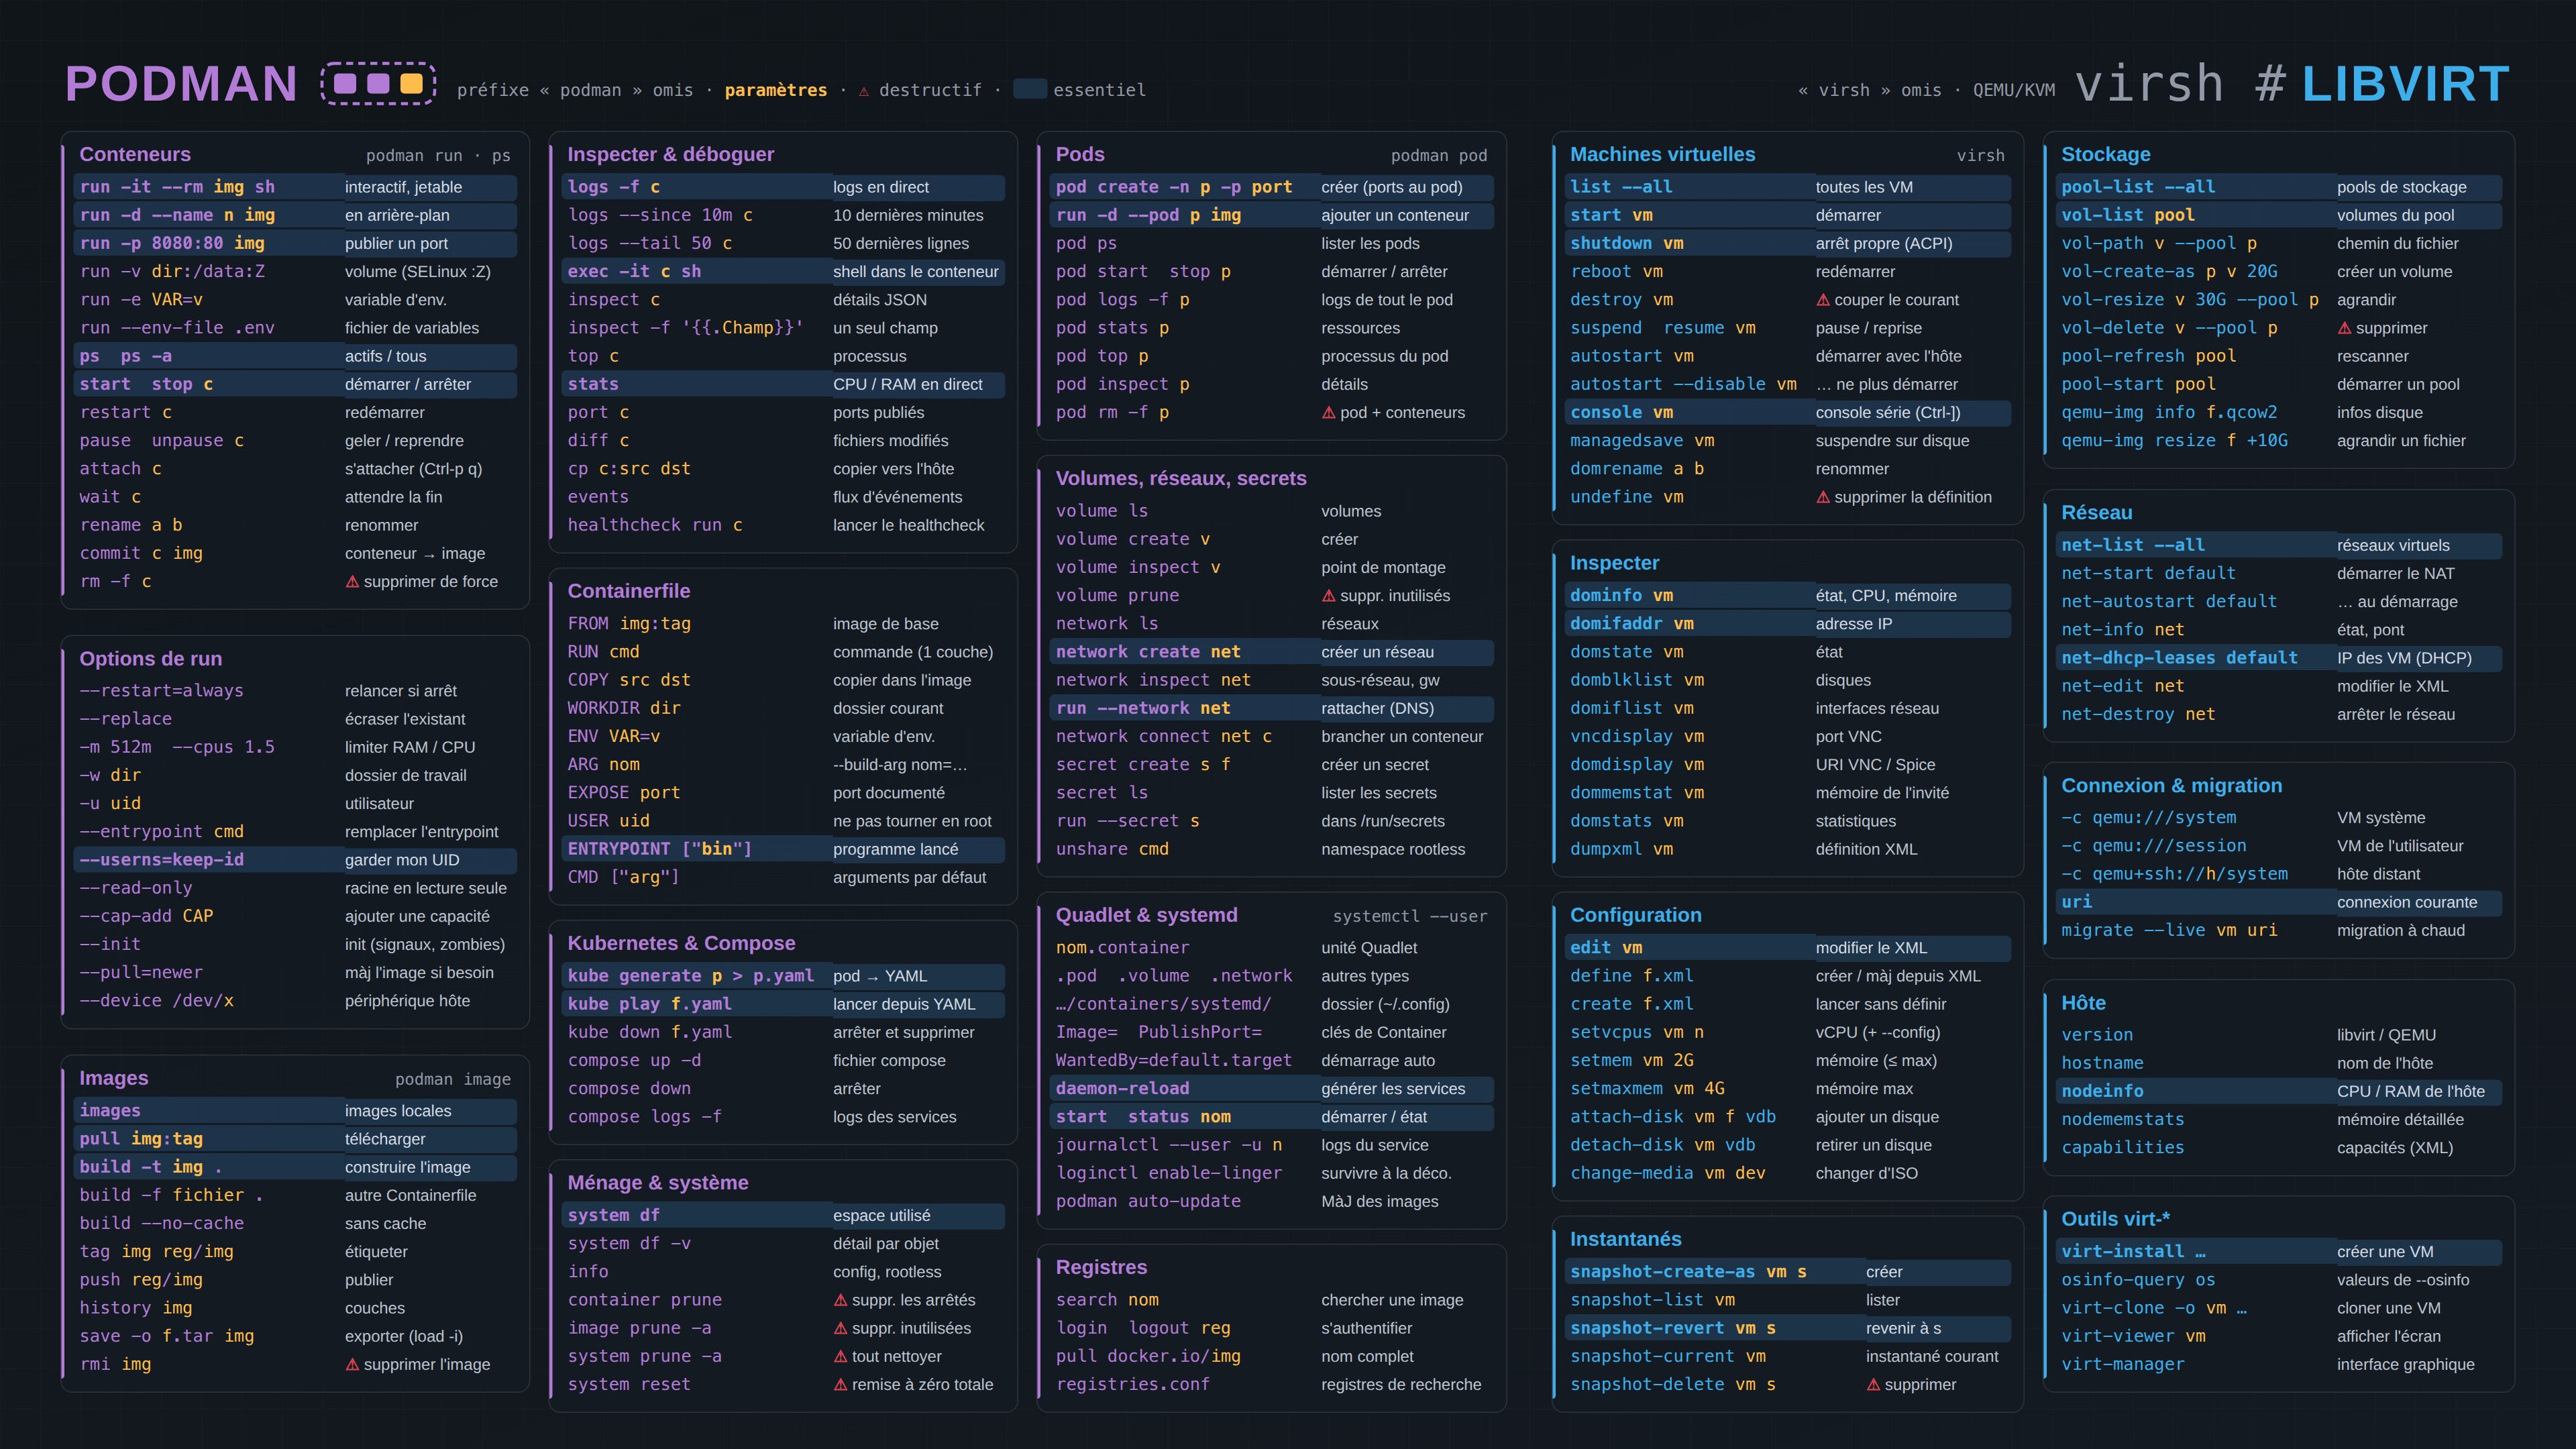 PODMAN préfixe « podman » omis · paramètres · ⚠ destructif · essentiel
« virsh » omis · QEMU/KVM virsh # LIBVIRT
Conteneurs podman run · ps
run -it --rm img sh interactif, jetable
run -d --name n img en arrière-plan
run -p 8080:80 img publier un port
run -v dir:/data:Z volume (SELinux :Z)
run -e VAR=v variable d'env.
run --env-file .env fichier de variables
ps ps -a actifs / tous
start stop c démarrer / arrêter
restart c redémarrer
pause unpause c geler / reprendre
attach c s'attacher (Ctrl-p q)
wait c attendre la fin
rename a b renommer
commit c img conteneur → image
rm -f c ⚠ supprimer de force
Options de run
--restart=always relancer si arrêt
--replace écraser l'existant
-m 512m --cpus 1.5 limiter RAM / CPU
-w dir dossier de travail
-u uid utilisateur
--entrypoint cmd remplacer l'entrypoint
--userns=keep-id garder mon UID
--read-only racine en lecture seule
--cap-add CAP ajouter une capacité
--init init (signaux, zombies)
--pull=newer màj l'image si besoin
--device /dev/x périphérique hôte
Images podman image
images images locales
pull img:tag télécharger
build -t img . construire l'image
build -f fichier . autre Containerfile
build --no-cache sans cache
tag img reg/img étiqueter
push reg/img publier
history img couches
save -o f.tar img exporter (load -i)
rmi img ⚠ supprimer l'image
Inspecter & déboguer
logs -f c logs en direct
logs --since 10m c 10 dernières minutes
logs --tail 50 c 50 dernières lignes
exec -it c sh shell dans le conteneur
inspect c détails JSON
inspect -f '{{.Champ}}' un seul champ
top c processus
stats CPU / RAM en direct
port c ports publiés
diff c fichiers modifiés
cp c:src dst copier vers l'hôte
events flux d'événements
healthcheck run c lancer le healthcheck
Containerfile
FROM img:tag image de base
RUN cmd commande (1 couche)
COPY src dst copier dans l'image
WORKDIR dir dossier courant
ENV VAR=v variable d'env.
ARG nom --build-arg nom=…
EXPOSE port port documenté
USER uid ne pas tourner en root
ENTRYPOINT ["bin"] programme lancé
CMD ["arg"] arguments par défaut
Kubernetes & Compose
kube generate p > p.yaml pod → YAML
kube play f.yaml lancer depuis YAML
kube down f.yaml arrêter et supprimer
compose up -d fichier compose
compose down arrêter
compose logs -f logs des services
Ménage & système
system df espace utilisé
system df -v détail par objet
info config, rootless
container prune ⚠ suppr. les arrêtés
image prune -a ⚠ suppr. inutilisées
system prune -a ⚠ tout nettoyer
system reset ⚠ remise à zéro totale
Pods podman pod
pod create -n p -p port créer (ports au pod)
run -d --pod p img ajouter un conteneur
pod ps lister les pods
pod start stop p démarrer / arrêter
pod logs -f p logs de tout le pod
pod stats p ressources
pod top p processus du pod
pod inspect p détails
pod rm -f p ⚠ pod + conteneurs
Volumes, réseaux, secrets
volume ls volumes
volume create v créer
volume inspect v point de montage
volume prune ⚠ suppr. inutilisés
network ls réseaux
network create net créer un réseau
network inspect net sous-réseau, gw
run --network net rattacher (DNS)
network connect net c brancher un conteneur
secret create s f créer un secret
secret ls lister les secrets
run --secret s dans /run/secrets
unshare cmd namespace rootless
Quadlet & systemd systemctl --user
nom.container unité Quadlet
.pod .volume .network autres types
…/containers/systemd/ dossier (~/.config)
Image= PublishPort= clés de Container
WantedBy=default.target démarrage auto
daemon-reload générer les services
start status nom démarrer / état
journalctl --user -u n logs du service
loginctl enable-linger survivre à la déco.
podman auto-update MàJ des images
Registres
search nom chercher une image
login logout reg s'authentifier
pull docker.io/img nom complet
registries.conf registres de recherche
Machines virtuelles virsh
list --all toutes les VM
start vm démarrer
shutdown vm arrêt propre (ACPI)
reboot vm redémarrer
destroy vm ⚠ couper le courant
suspend resume vm pause / reprise
autostart vm démarrer avec l'hôte
autostart --disable vm … ne plus démarrer
console vm console série (Ctrl-])
managedsave vm suspendre sur disque
domrename a b renommer
undefine vm ⚠ supprimer la définition
Inspecter
dominfo vm état, CPU, mémoire
domifaddr vm adresse IP
domstate vm état
domblklist vm disques
domiflist vm interfaces réseau
vncdisplay vm port VNC
domdisplay vm URI VNC / Spice
dommemstat vm mémoire de l'invité
domstats vm statistiques
dumpxml vm définition XML
Configuration
edit vm modifier le XML
define f.xml créer / màj depuis XML
create f.xml lancer sans définir
setvcpus vm n vCPU (+ --config)
setmem vm 2G mémoire (≤ max)
setmaxmem vm 4G mémoire max
attach-disk vm f vdb ajouter un disque
detach-disk vm vdb retirer un disque
change-media vm dev changer d'ISO
Instantanés
snapshot-create-as vm s créer
snapshot-list vm lister
snapshot-revert vm s revenir à s
snapshot-current vm instantané courant
snapshot-delete vm s ⚠ supprimer
Stockage
pool-list --all pools de stockage
vol-list pool volumes du pool
vol-path v --pool p chemin du fichier
vol-create-as p v 20G créer un volume
vol-resize v 30G --pool p agrandir
vol-delete v --pool p ⚠ supprimer
pool-refresh pool rescanner
pool-start pool démarrer un pool
qemu-img info f.qcow2 infos disque
qemu-img resize f +10G agrandir un fichier
Réseau
net-list --all réseaux virtuels
net-start default démarrer le NAT
net-autostart default … au démarrage
net-info net état, pont
net-dhcp-leases default IP des VM (DHCP)
net-edit net modifier le XML
net-destroy net arrêter le réseau
Connexion & migration
-c qemu:///system VM système
-c qemu:///session VM de l'utilisateur
-c qemu+ssh://h/system hôte distant
uri connexion courante
migrate --live vm uri migration à chaud
Hôte
version libvirt / QEMU
hostname nom de l'hôte
nodeinfo CPU / RAM de l'hôte
nodememstats mémoire détaillée
capabilities capacités (XML)
Outils virt-*
virt-install … créer une VM
osinfo-query os valeurs de --osinfo
virt-clone -o vm … cloner une VM
virt-viewer vm afficher l'écran
virt-manager interface graphique